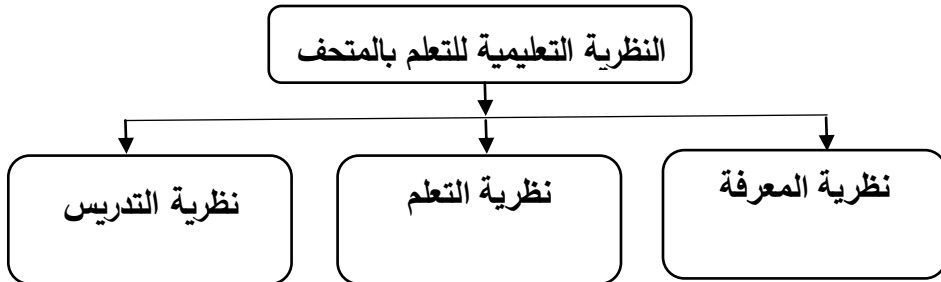 النظرية التعليمية للتعلم بالمتحف
نظرية المعرفة
نظرية التعلم
نظرية التدريس